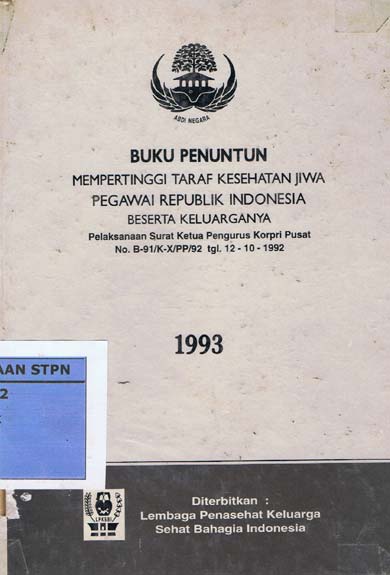 ABDI NEGARA
BUKU PENUNTUN
MEMPERTINGGI TARAF KESEHATAN JIWA
PEGAWAI REPUBLIK INDONESIA
BESERTA KELUARGANYA
Pelaksanaan Surat Ketua Pengurus Korpri Pusat
No. B-91/K-X/PP/92 tgl. 12 - 10 - 1992
1993
AAN STPN
2
LPKSBI
Diterbitkan :
Lembaga Penasehat Keluarga
Sehat Bahagia Indonesia